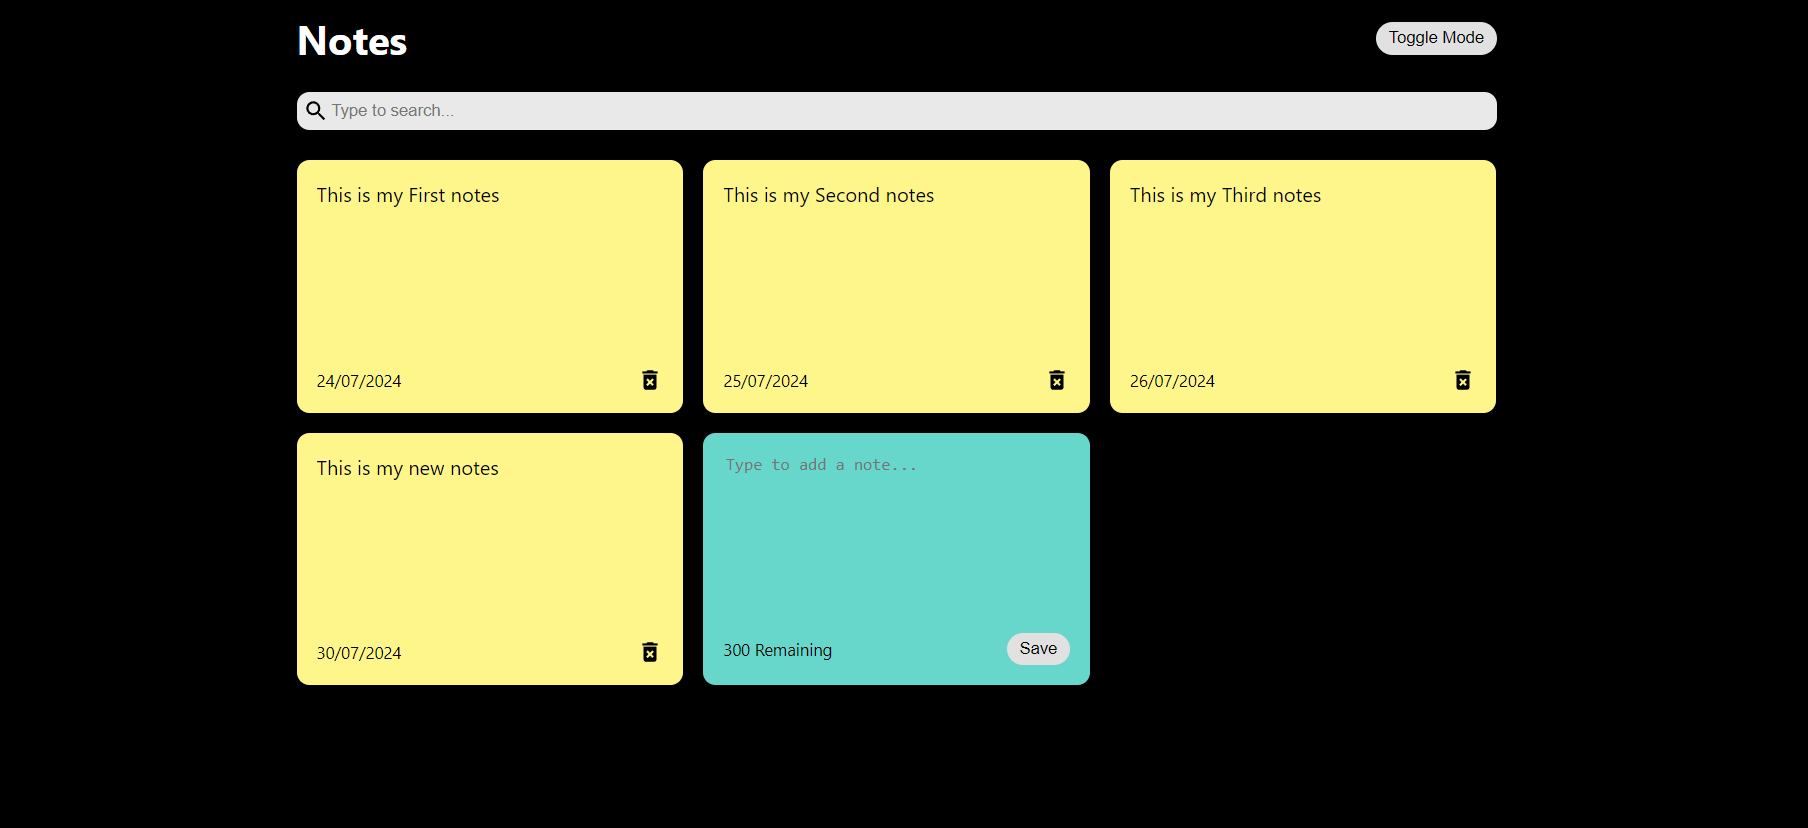 Notes
Toggle Mode
Type to search...
This is my First notes
24/07/2024
This is my Second notes
25/07/2024
This is my Third notes
26/07/2024
This is my new notes
30/07/2024
Type to add a note...
300 Remaining
Save